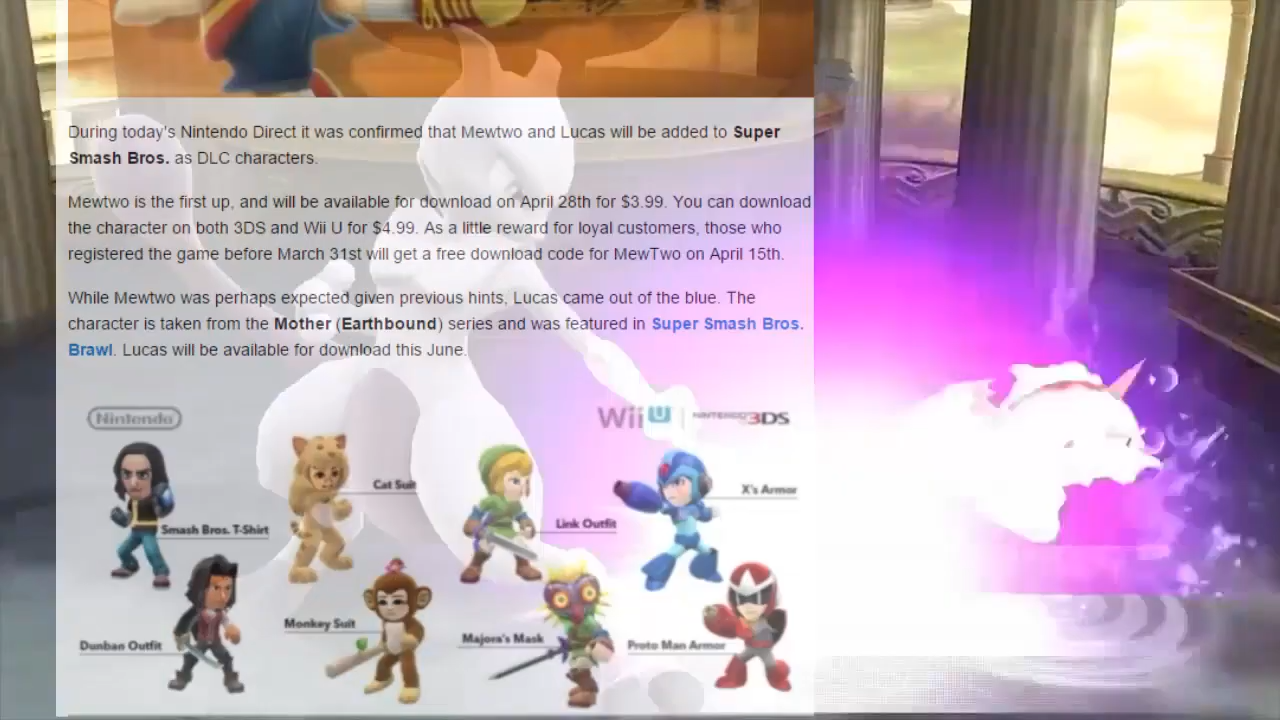 During today's Nintendo Direct it was confirmed that Mewtwo and Lucas will be added to Super
Smash Bros. as DLC characters.
Mewtwo is the first up, and will be available for download on April 28th for $3.99. You can download
the character on both 3DS and Wii U for $4.99. As a little reward for loyal customers, those who
registered the game before March 31st will get a free download code for MewTwo on April 15th.
While Mewtwo was perhaps expected given previous hints, Lucas came out of the blue. The
character is taken from the Mother (Earthbound) series and was featured in Super Smash Bros.
Brawl. Lucas will be available for download this June.
Nintendo
Wii U NINTENDO 3DS
Cat Suit
X's Armor
Smash Bros. T-Shirt
Link Outfit
Monkey Suit
Majora's Mask
Dunban Outfit
Proto Man Armor